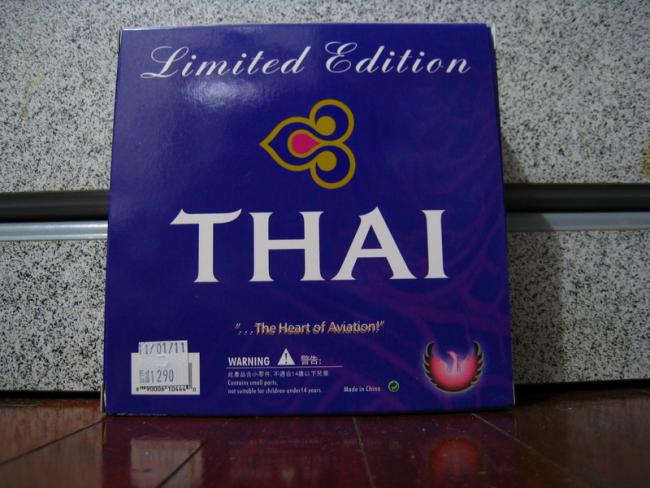 Limited Edition
THAI
"...The Heart of Aviation!"
11/01/11
1290
WARNING 警告:
此產品含小零件, 不適合14歲以下兒童
Contains small parts,
not suitable for children under14 years.
Made in China